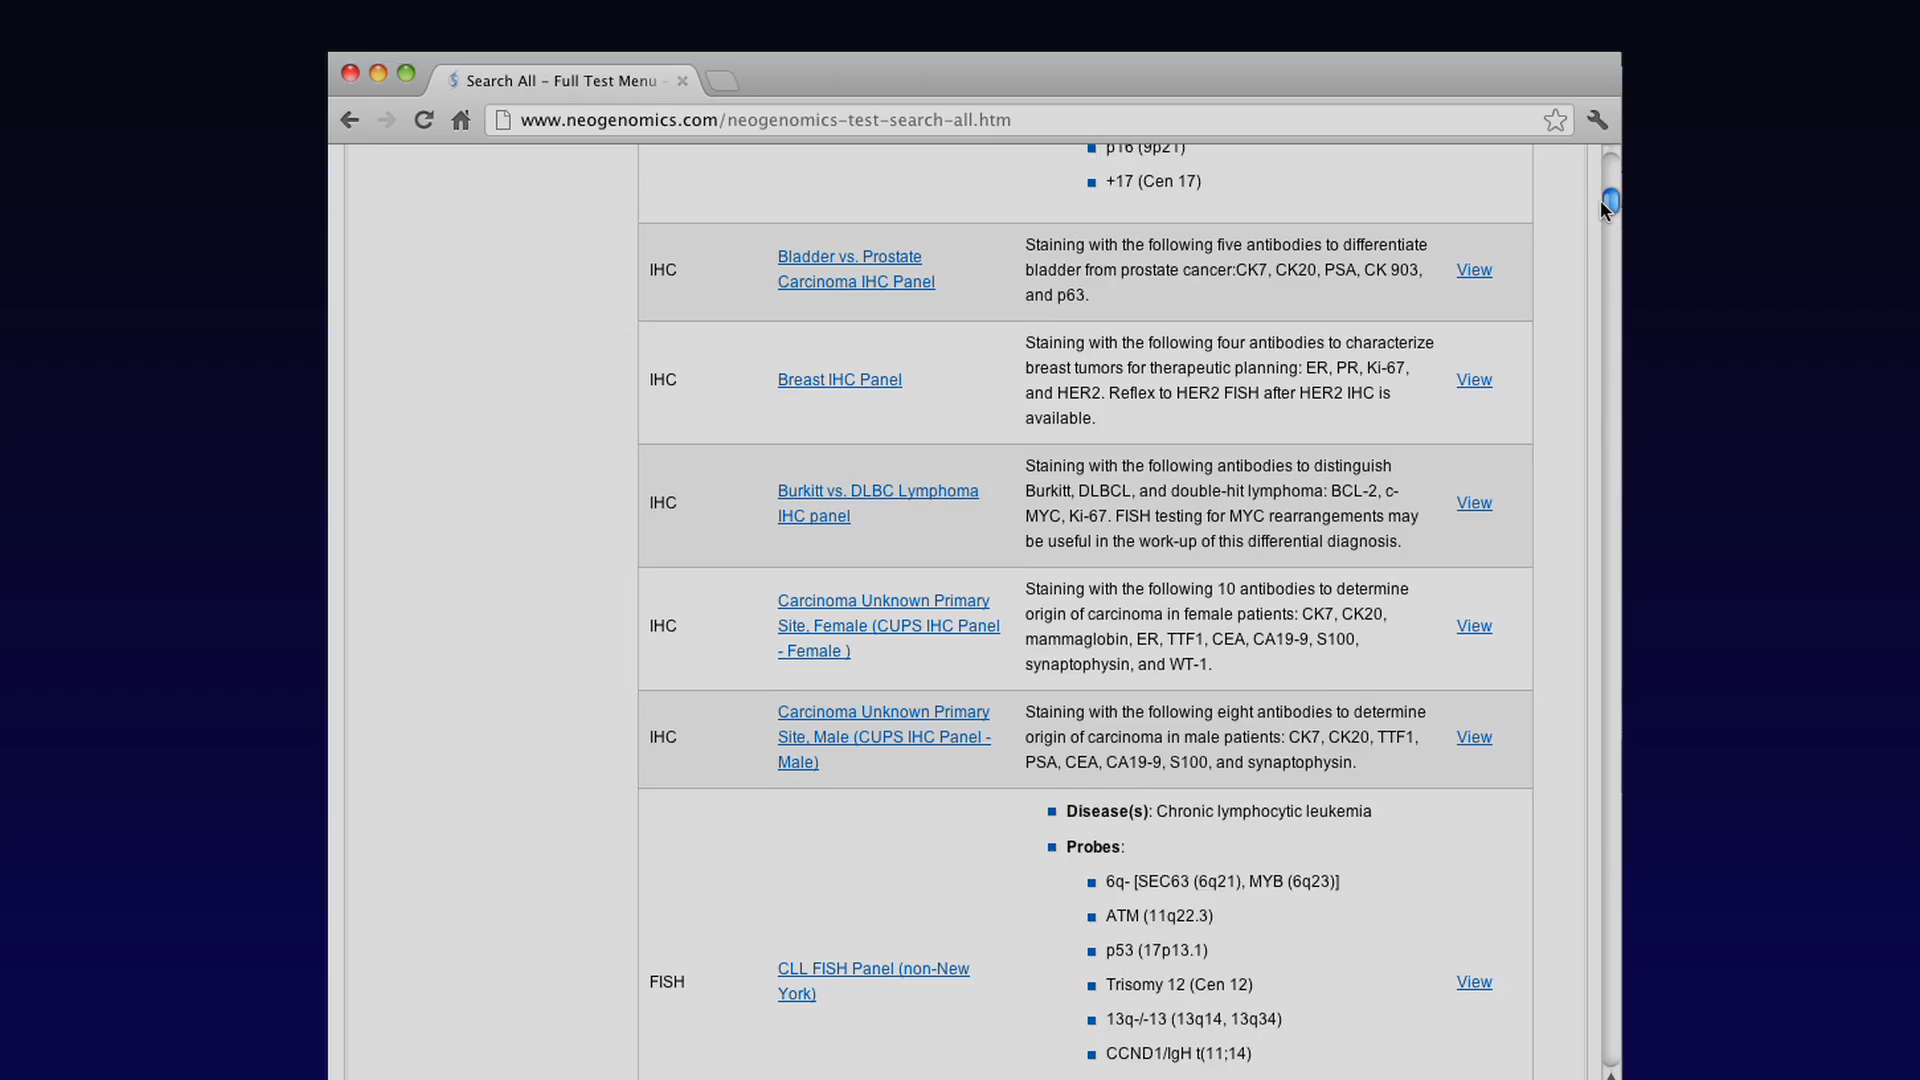 Search All – Full Test Menu –
www.neogenomics.com/neogenomics-test-search-all.htm
p16 (9p21)
+17 (Cen 17)
IHC
Bladder vs. Prostate
Carcinoma IHC Panel
Staining with the following five antibodies to differentiate
bladder from prostate cancer:CK7, CK20, PSA, CK 903,
and p63.
View
IHC
Breast IHC Panel
Staining with the following four antibodies to characterize
breast tumors for therapeutic planning: ER, PR, Ki-67,
and HER2. Reflex to HER2 FISH after HER2 IHC is
available.
View
IHC
Burkitt vs. DLBC Lymphoma
IHC panel
Staining with the following antibodies to distinguish
Burkitt, DLBCL, and double-hit lymphoma: BCL-2, c-
MYC, Ki-67. FISH testing for MYC rearrangements may
be useful in the work-up of this differential diagnosis.
View
IHC
Carcinoma Unknown Primary
Site, Female (CUPS IHC Panel
- Female )
Staining with the following 10 antibodies to determine
origin of carcinoma in female patients: CK7, CK20,
mammaglobin, ER, TTF1, CEA, CA19-9, S100,
synaptophysin, and WT-1.
View
IHC
Carcinoma Unknown Primary
Site, Male (CUPS IHC Panel -
Male)
Staining with the following eight antibodies to determine
origin of carcinoma in male patients: CK7, CK20, TTF1,
PSA, CEA, CA19-9, S100, and synaptophysin.
View
FISH
CLL FISH Panel (non-New
York)
Disease(s): Chronic lymphocytic leukemia
Probes:
6q- [SEC63 (6q21), MYB (6q23)]
ATM (11q22.3)
p53 (17p13.1)
Trisomy 12 (Cen 12)
13q-/-13 (13q14, 13q34)
CCND1/IgH t(11;14)
View